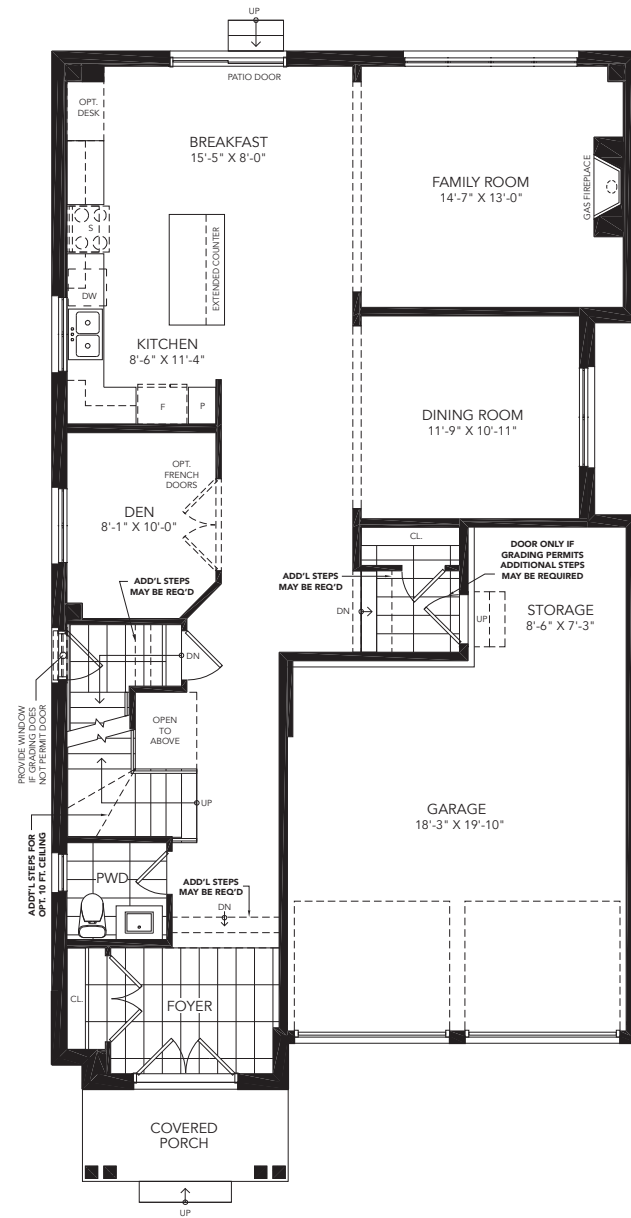 UP
PATIO DOOR
OPT.
DESK
BREAKFAST
15'-5" X 8'-0"
FAMILY ROOM
14'-7" X 13'-0"
GAS FIREPLACE
S
EXTENDED COUNTER
DW
KITCHEN
8'-6" X 11'-4"
F
P
DINING ROOM
11'-9" X 10'-11"
OPT.
FRENCH
DOORS
DEN
8'-1" X 10'-0"
CL.
DOOR ONLY IF
GRADING PERMITS
ADDITIONAL STEPS
MAY BE REQUIRED
ADD'L STEPS
MAY BE REQ'D
ADD'L STEPS
MAY BE REQ'D
DN
UP
STORAGE
8'-6" X 7'-3"
DN
PROVIDE WINDOW
IF GRADING DOES
NOT PERMIT DOOR
OPEN
TO
ABOVE
UP
GARAGE
18'-3" X 19'-10"
ADDT'L STEPS FOR
OPT. 10 FT. CEILING
PWD
ADD'L STEPS
MAY BE REQ'D
DN
CL.
FOYER
COVERED
PORCH
UP